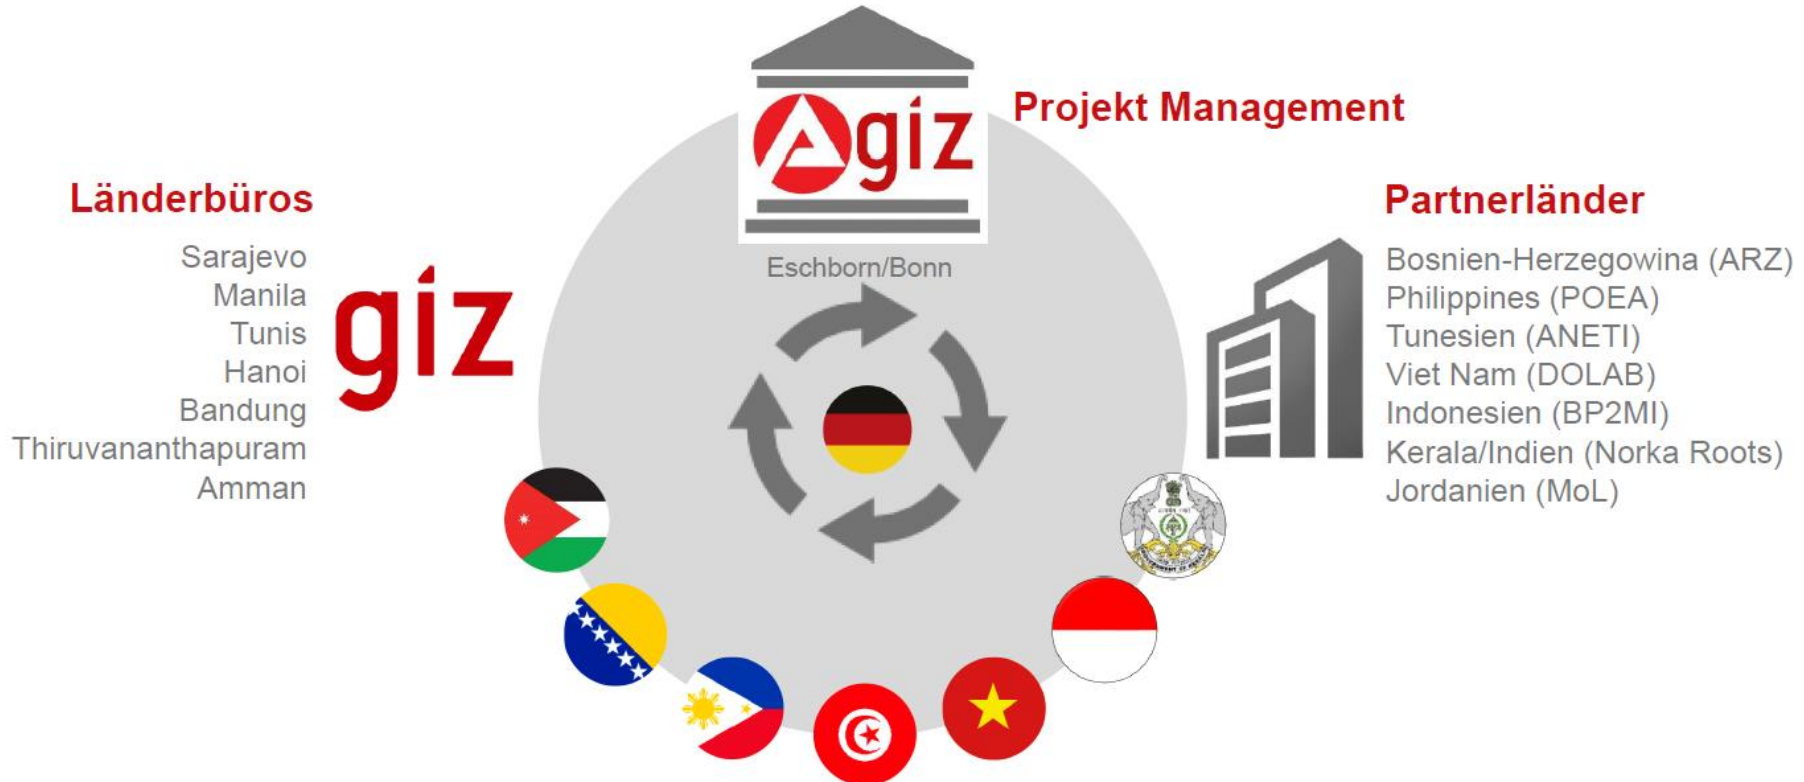 giz
Projekt Management
Eschborn/Bonn
Länderbüros
Sarajevo
Manila
Tunis
Hanoi
Bandung
Thiruvananthapuram
Amman
giz
Partnerländer
Bosnien-Herzegowina (ARZ)
Philippines (POEA)
Tunesien (ANETI)
Viet Nam (DOLAB)
Indonesien (BP2MI)
Kerala/Indien (Norka Roots)
Jordanien (MoL)